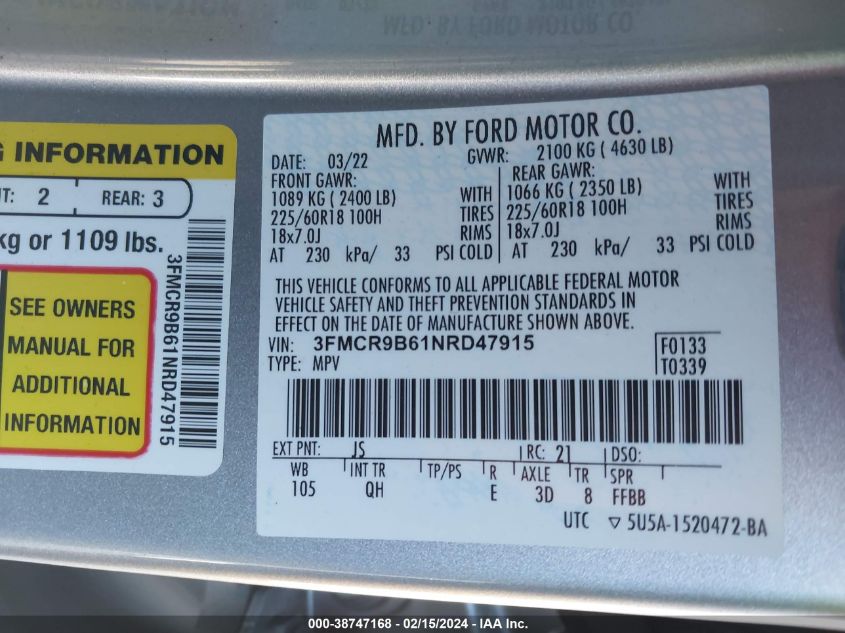 MFD. BY FORD MOTOR CO.
G INFORMATION
T: 2 REAR: 3
kg or 1109 lbs.
SEE OWNERS
MANUAL FOR
ADDITIONAL
INFORMATION
3FMCR9B61NRD47915
MFD. BY FORD MOTOR CO.
DATE: 03/22 GVWR: 2100 KG ( 4630 LB)
FRONT GAWR: REAR GAWR:
1089 KG ( 2400 LB) WITH 1066 KG ( 2350 LB) WITH
225/60R18 100H TIRES 225/60R18 100H TIRES
18x7.0J RIMS 18x7.0J RIMS
AT 230 kPa/ 33 PSI COLD AT 230 kPa/ 33 PSI COLD
THIS VEHICLE CONFORMS TO ALL APPLICABLE FEDERAL MOTOR
VEHICLE SAFETY AND THEFT PREVENTION STANDARDS IN
EFFECT ON THE DATE OF MANUFACTURE SHOWN ABOVE.
VIN: 3FMCR9B61NRD47915 F0133
TYPE: MPV T0339
EXT PNT: JS RC: 21 DSO:
WB INT TR TP/PS R AXLE TR SPR
105 QH E 3D 8 FFBB
UTC ▽ 5U5A-1520472-BA
000-38747168 - 02/15/2024 - IAA Inc.